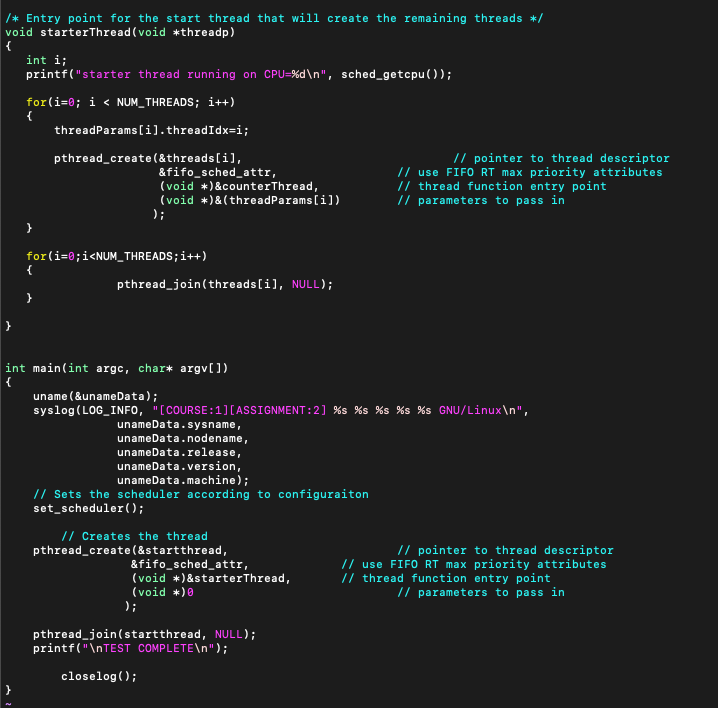 /* Entry point for the start thread that will create the remaining threads */
void starterThread(void *threadp)
{
   int i;
   printf("starter thread running on CPU=%d\n", sched_getcpu());

   for(i=0; i < NUM_THREADS; i++)
   {
       threadParams[i].threadIdx=i;

       pthread_create(&threads[i],                              // pointer to thread descriptor
                      &fifo_sched_attr,                 // use FIFO RT max priority attributes
                      (void *)&counterThread,           // thread function entry point
                      (void *)&(threadParams[i])        // parameters to pass in
                     );
   }

   for(i=0;i<NUM_THREADS;i++)
   {
                pthread_join(threads[i], NULL);
   }

}


int main(int argc, char* argv[])
{
    uname(&unameData);
    syslog(LOG_INFO, "[COURSE:1][ASSIGNMENT:2] %s %s %s %s %s GNU/Linux\n",
                unameData.sysname,
                unameData.nodename,
                unameData.release,
                unameData.version,
                unameData.machine);
    // Sets the scheduler according to configuraiton
    set_scheduler();

        // Creates the thread
    pthread_create(&startthread,                        // pointer to thread descriptor
                  &fifo_sched_attr,             // use FIFO RT max priority attributes
                  (void *)&starterThread,       // thread function entry point
                  (void *)0                             // parameters to pass in
                 );

    pthread_join(startthread, NULL);
    printf("\nTEST COMPLETE\n");

        closelog();
}
~